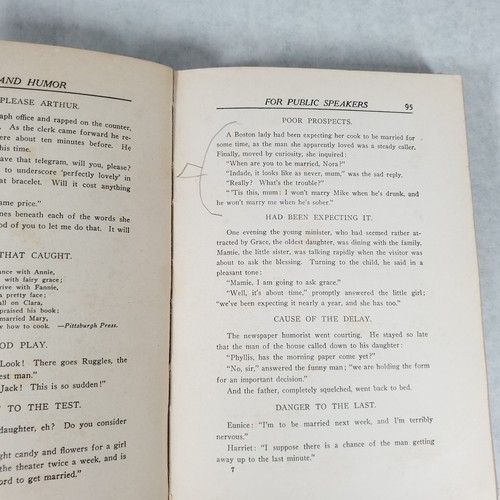 AND HUMOR
PLEASE ARTHUR.
aph office and rapped on the counter,
. As the clerk came forward he re-
ere about ten minutes before. He
his time.
ave that telegram, will you, please?
to underscore 'perfectly lovely' in
at bracelet. Will it cost anything
ame price."
nes beneath each of the words she
od of you to let me do that. It will
THAT CAUGHT.
ance with Annie,
with fairy grace;
rive with Fannie,
a pretty face;
all on Clara,
praised his book;
married Mary,
w how to cook. —Pittsburgh Press.
OD PLAY.
Look! There goes Ruggles, the
est man."
Jack! This is so sudden!"
TO THE TEST.
daughter, eh? Do you consider
ght candy and flowers for a girl
the theater twice a week, and is
ord to get married."
FOR PUBLIC SPEAKERS 95
POOR PROSPECTS.
A Boston lady had been expecting her cook to be married for
some time, as the man she apparently loved was a steady caller.
Finally, moved by curiosity, she inquired:
"When are you to be married, Nora?"
"Indade, it looks like as never, mum," was the sad reply.
"Really? What's the trouble?"
"'Tis this, mum: I won't marry Mike when he's drunk, and
he won't marry me when he's sober."
HAD BEEN EXPECTING IT.
One evening the young minister, who had seemed rather at-
tracted by Grace, the oldest daughter, was dining with the family.
Mamie, the little sister, was talking rapidly when the visitor was
about to ask the blessing. Turning to the child, he said in a
pleasant tone:
"Mamie, I am going to ask grace."
"Well, it's about time," promptly answered the little girl;
"we've been expecting it nearly a year, and she has too."
CAUSE OF THE DELAY.
The newspaper humorist went courting. He stayed so late
that the man of the house called down to his daughter:
"Phyllis, has the morning paper come yet?"
"No, sir," answered the funny man; "we are holding the form
for an important decision."
And the father, completely squelched, went back to bed.
DANGER TO THE LAST.
Eunice: "I'm to be married next week, and I'm terribly
nervous."
Harriet: "I suppose there is a chance of the man getting
away up to the last minute."
7